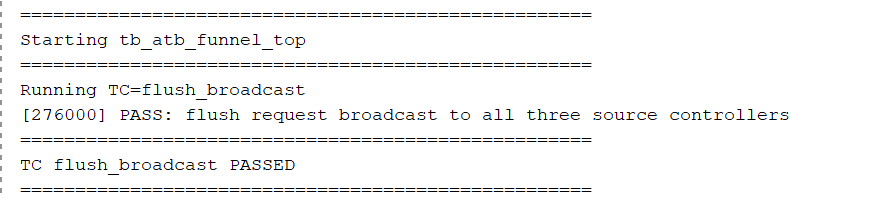 ========================================================
Starting tb_atb_funnel_top
========================================================
Running TC=flush_broadcast
[276000] PASS: flush request broadcast to all three source controllers
========================================================
TC flush_broadcast PASSED
========================================================